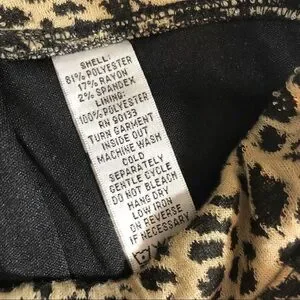 SHELL:
81% POLYESTER
17% RAYON
2% SPANDEX
LINING:
100% POLYESTER
RN 90133
TURN GARMENT
INSIDE OUT
MACHINE WASH
COLD
SEPARATELY
GENTLE CYCLE
DO NOT BLEACH
HANG DRY
LOW IRON
ON REVERSE
IF NECESSARY